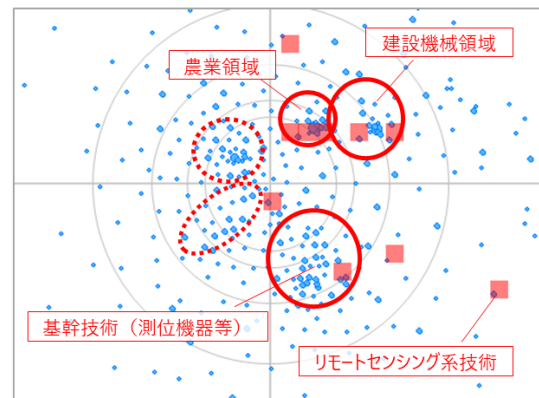 建設機械領域
農業領域
基幹技術（測位機器等）
リモートセンシング系技術